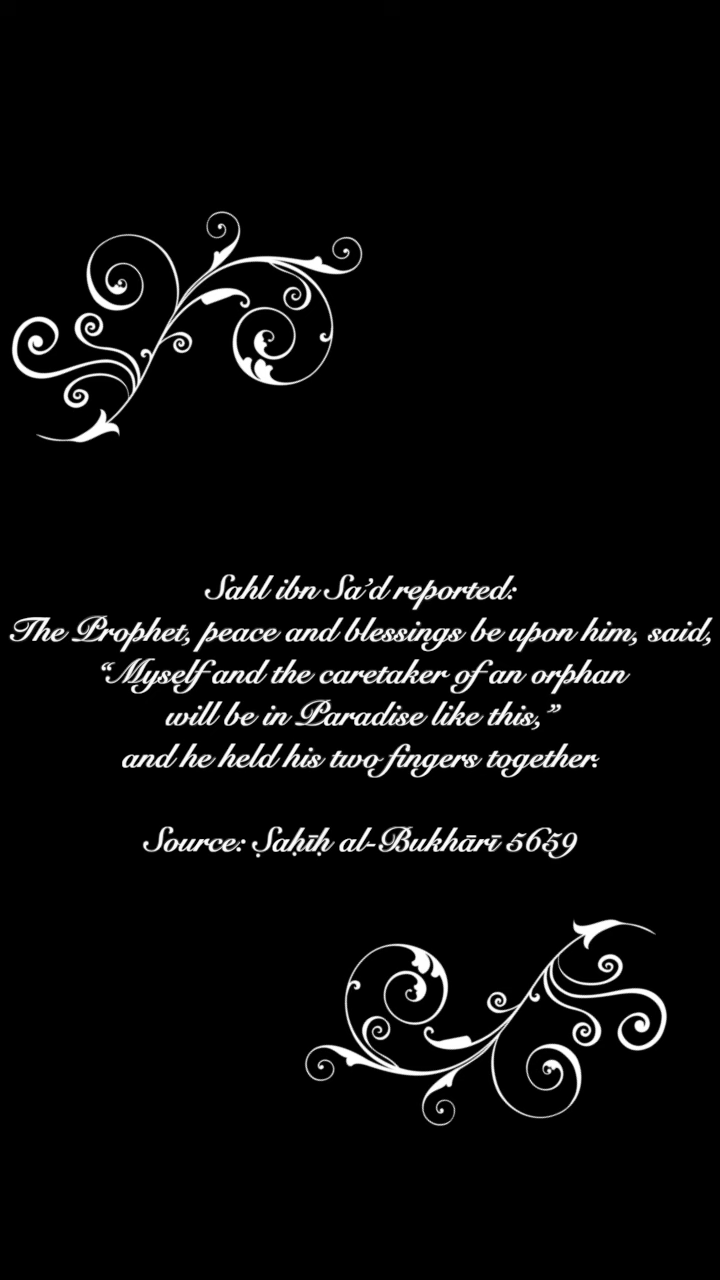 Sahl ibn Sa’d reported:
The Prophet, peace and blessings be upon him, said,
“Myself and the caretaker of an orphan
will be in Paradise like this,”
and he held his two fingers together.
Source: Ṣaḥīḥ al-Bukhārī 5659